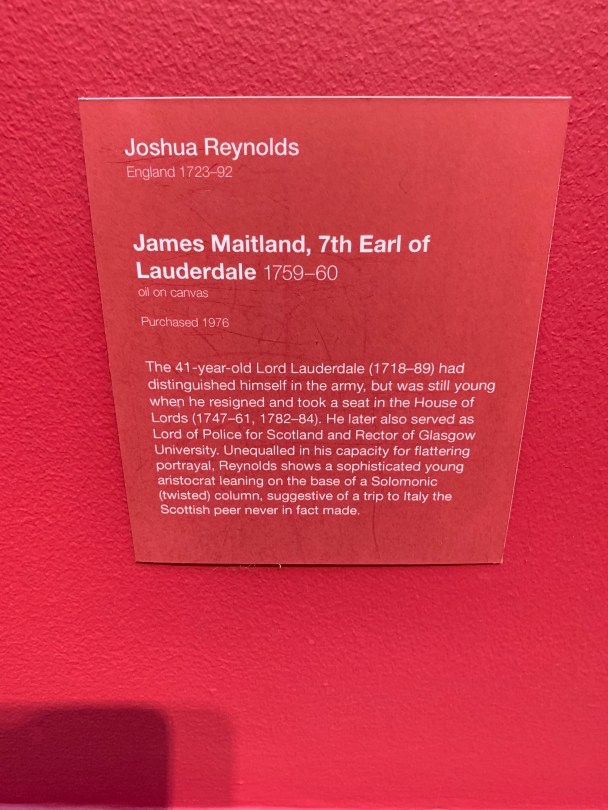 Joshua Reynolds
England 1723–92
James Maitland, 7th Earl of
Lauderdale 1759–60
oil on canvas
Purchased 1976
The 41-year-old Lord Lauderdale (1718–89) had
distinguished himself in the army, but was still young
when he resigned and took a seat in the House of
Lords (1747–61, 1782–84). He later also served as
Lord of Police for Scotland and Rector of Glasgow
University. Unequalled in his capacity for flattering
portrayal, Reynolds shows a sophisticated young
aristocrat leaning on the base of a Solomonic
(twisted) column, suggestive of a trip to Italy the
Scottish peer never in fact made.